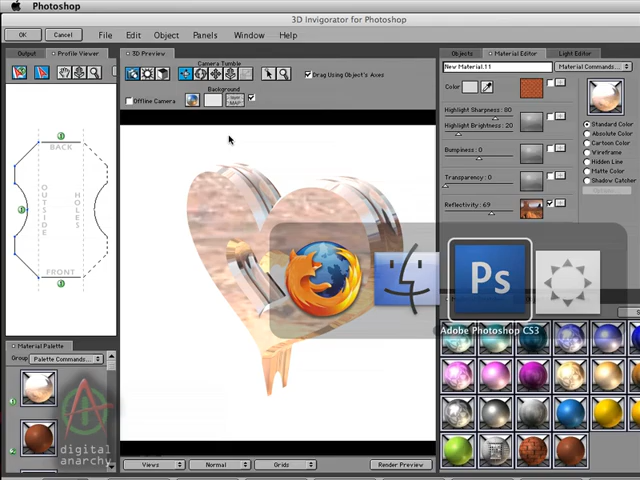 Photoshop
3D Invigorator for Photoshop
OK
Cancel
File
Edit
Object
Panels
Window
Help
Output
Profile Viewer
3D Preview
Objects
Material Editor
Light Editor
Camera Tumble
New Material.11
Material Commands...
Drag Using Object's Axes
Color
Background
Offline Camera
MAP
Highlight Sharpness: 80
Highlight Brightness: 20
Standard Color
Absolute Color
Cartoon Color
Wireframe
Hidden Line
Matte Color
Shadow Catcher
Bumpiness: 0
Transparency: 0
Reflectivity: 69
BACK
OUTSIDE
HOLES
FRONT
Ps
Adobe Photoshop CS3
Material Palette
Group
Palette Commands...
A
digital
anarchy
Views
Normal
Grids
Render Preview